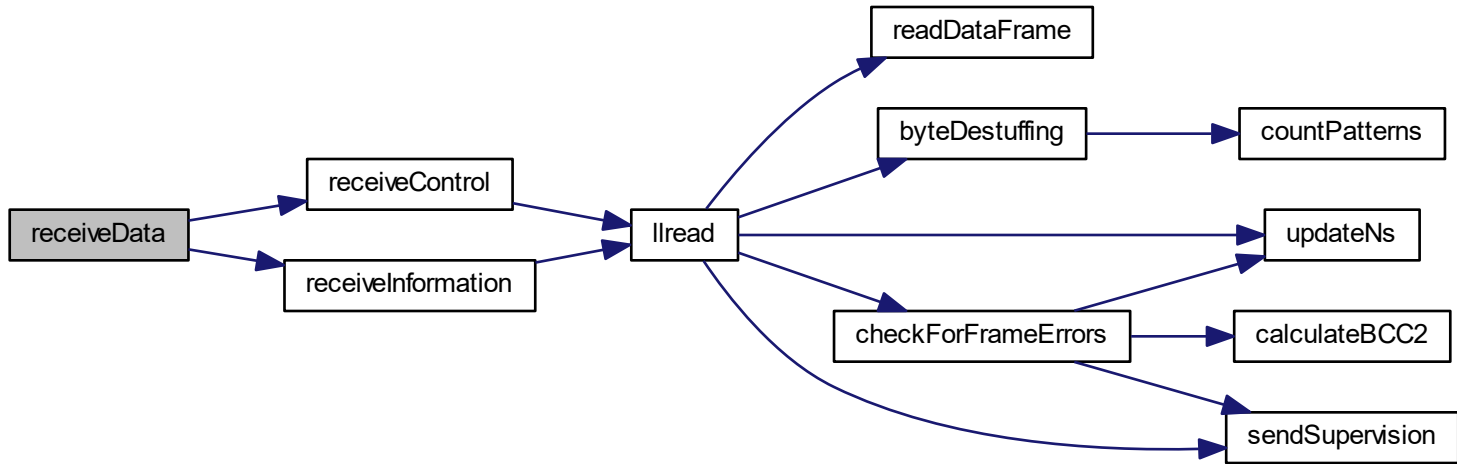 readDataFrame
byteDestuffing
countPatterns
receiveControl
receiveData
llread
updateNs
receiveInformation
checkForFrameErrors
calculateBCC2
sendSupervision